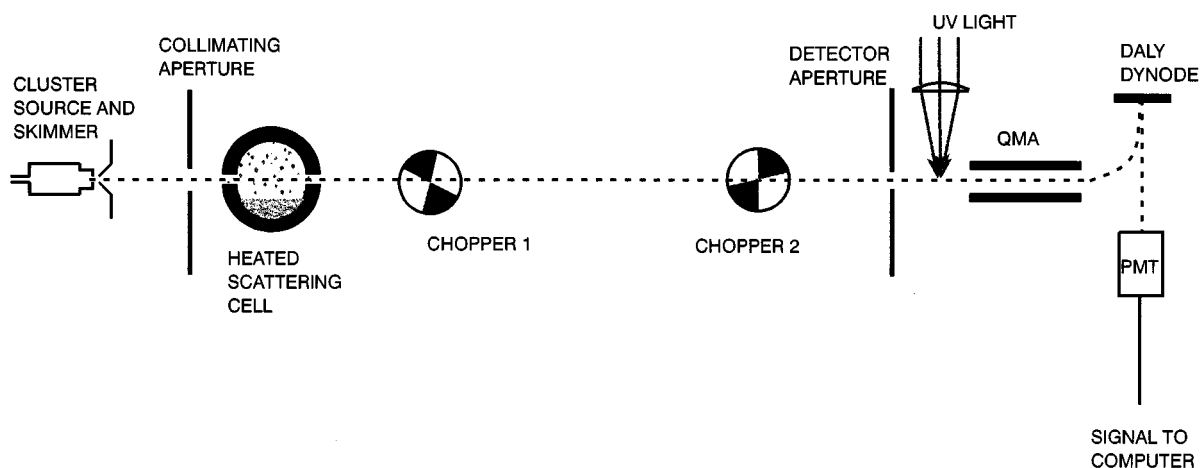 CLUSTER
SOURCE AND
SKIMMER
COLLIMATING
APERTURE
HEATED
SCATTERING
CELL
CHOPPER 1
CHOPPER 2
DETECTOR
APERTURE
UV LIGHT
QMA
DALY
DYNODE
PMT
SIGNAL TO
COMPUTER